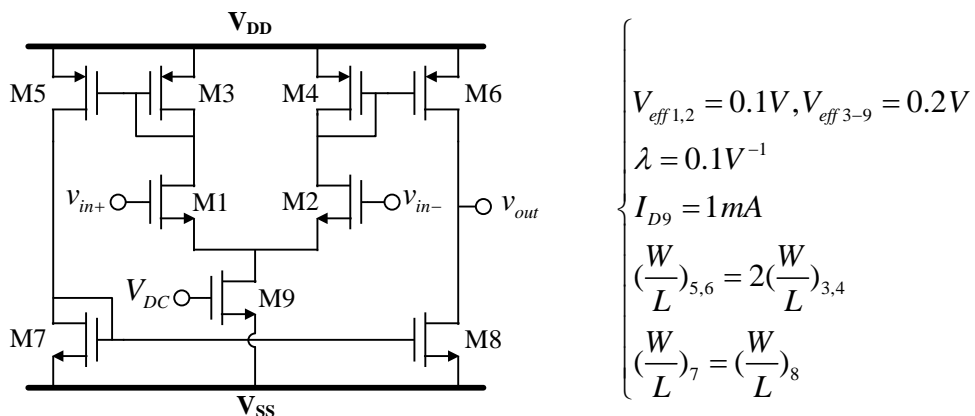 V_DD
M5
M3
M4
M6
v_in+
M1
M2
v_in−
v_out
V_DC
M9
M7
M8
V_SS
V_eff1,2 = 0.1V, V_eff3−9 = 0.2V
λ = 0.1V^−1
I_D9 = 1mA
(W/L)_5,6 = 2(W/L)_3,4
(W/L)_7 = (W/L)_8